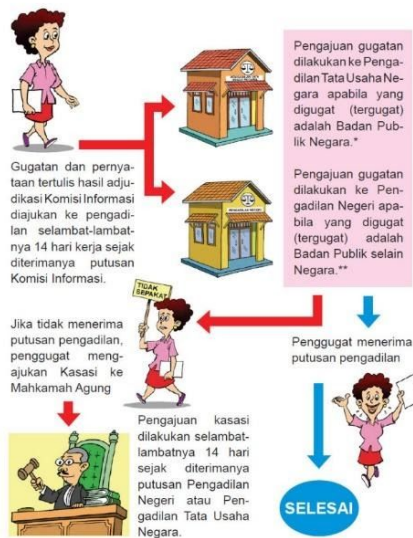 Pengajuan gugatan
dilakukan ke Penga-
dilan Tata Usaha Ne-
gara apabila yang
digugat (tergugat)
adalah Badan Pub-
lik Negara.*
Pengajuan gugatan
dilakukan ke Pen-
gadilan Negeri apa-
bila yang digugat
(tergugat) adalah
Badan Publik selain
Negara.**
Gugatan dan pernya-
taan tertulis hasil adju-
dikasi Komisi Informasi
diajukan ke pengadi-
lan selambat-lambat-
nya 14 hari kerja sejak
diterimanya putusan
Komisi Informasi.
TIDAK
SEPAKAT
Jika tidak menerima
putusan pengadilan,
penggugat meng-
ajukan Kasasi ke
Mahkamah Agung
Penggugat menerima
putusan pengadilan
Pengajuan kasasi
dilakukan selambat-
lambatnya 14 hari
sejak diterimanya
putusan Pengadilan
Negeri atau Pen-
gadilan Tata Usaha
Negara.
SELESAI